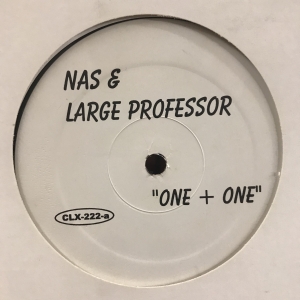 NAS &
LARGE PROFESSOR
"ONE + ONE"
CLX-222-a